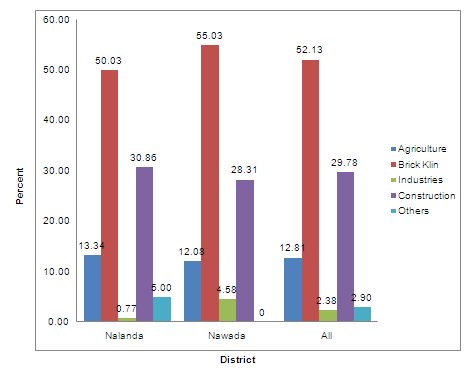 60.00
50.00
40.00
30.00
20.00
10.00
0.00
Percent
13.34
50.03
0.77
30.86
5.00
12.08
55.03
4.58
28.31
0
12.81
52.13
2.38
29.78
2.90
Nalanda
Nawada
All
District
Agriculture
Brick Klin
Industries
Construction
Others